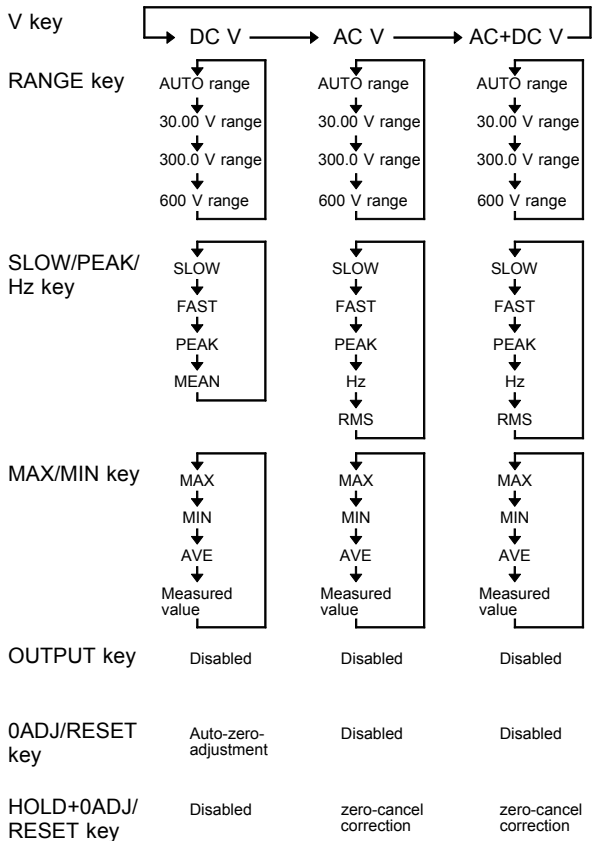 V key
DC V AC V AC+DC V
RANGE key
AUTO range AUTO range AUTO range
30.00 V range 30.00 V range 30.00 V range
300.0 V range 300.0 V range 300.0 V range
600 V range 600 V range 600 V range
SLOW/PEAK/
Hz key
SLOW SLOW SLOW
FAST FAST FAST
PEAK PEAK PEAK
MEAN Hz Hz
RMS RMS
MAX/MIN key
MAX MAX MAX
MIN MIN MIN
AVE AVE AVE
Measured Measured Measured
value value value
OUTPUT key Disabled Disabled Disabled
0ADJ/RESET
key
Auto-zero- Disabled Disabled
adjustment
HOLD+0ADJ/
RESET key
Disabled zero-cancel zero-cancel
correction correction